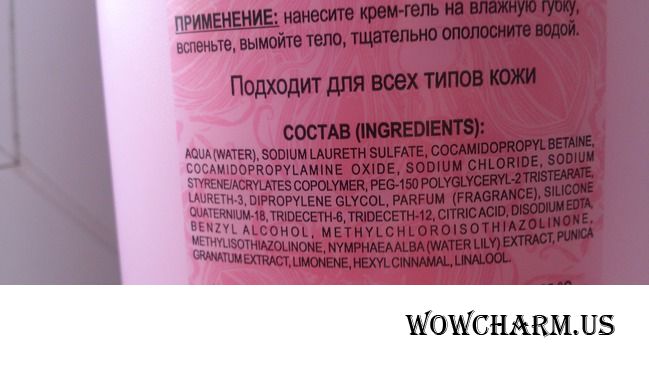 ПРИМЕНЕНИЕ: нанесите крем-гель на влажную губку,
вспеньте, вымойте тело, тщательно ополосните водой.
Подходит для всех типов кожи
СОСТАВ (INGREDIENTS):
AQUA (WATER), SODIUM LAURETH SULFATE, COCAMIDOPROPYL BETAINE,
COCAMIDOPROPYLAMINE OXIDE, SODIUM CHLORIDE, SODIUM
STYRENE/ACRYLATES COPOLYMER, PEG-150 POLYGLYCERYL-2 TRISTEARATE,
LAURETH-3, DIPROPYLENE GLYCOL, PARFUM (FRAGRANCE), SILICONE
QUATERNIUM-18, TRIDECETH-6, TRIDECETH-12, CITRIC ACID, DISODIUM EDTA,
BENZYL ALCOHOL, METHYLCHLOROISOTHIAZOLINONE,
METHYLISOTHIAZOLINONE, NYMPHAEA ALBA (WATER LILY) EXTRACT, PUNICA
GRANATUM EXTRACT, LIMONENE, HEXYL CINNAMAL, LINALOOL.
WOWCHARM.US